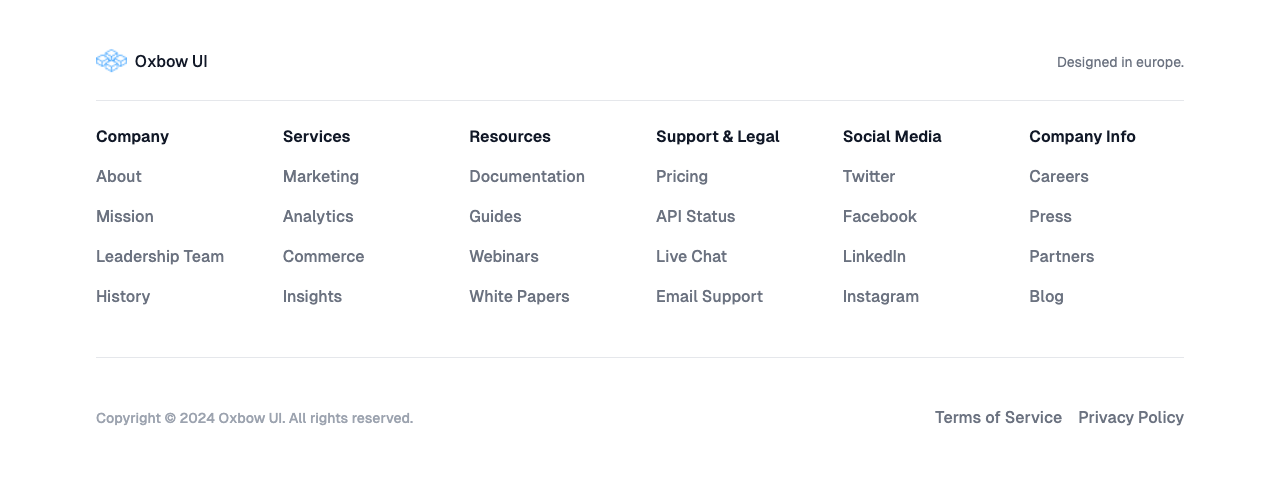 Oxbow UI
Designed in europe.
Company
About
Mission
Leadership Team
History
Services
Marketing
Analytics
Commerce
Insights
Resources
Documentation
Guides
Webinars
White Papers
Support & Legal
Pricing
API Status
Live Chat
Email Support
Social Media
Twitter
Facebook
LinkedIn
Instagram
Company Info
Careers
Press
Partners
Blog
Copyright © 2024 Oxbow UI. All rights reserved.
Terms of Service
Privacy Policy